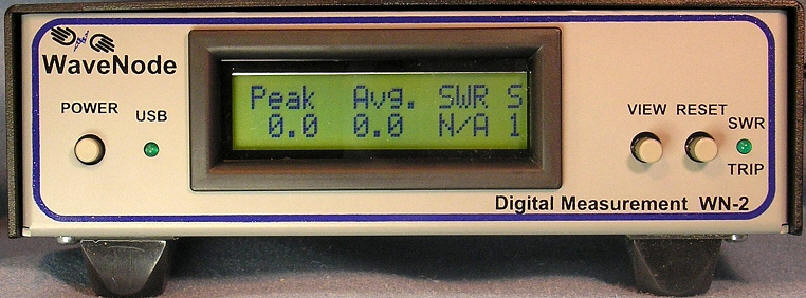 WaveNode
POWER
USB
Peak Avg. SWR S
0.0 0.0 N/A 1
VIEW RESET
SWR
TRIP
Digital Measurement WN-2